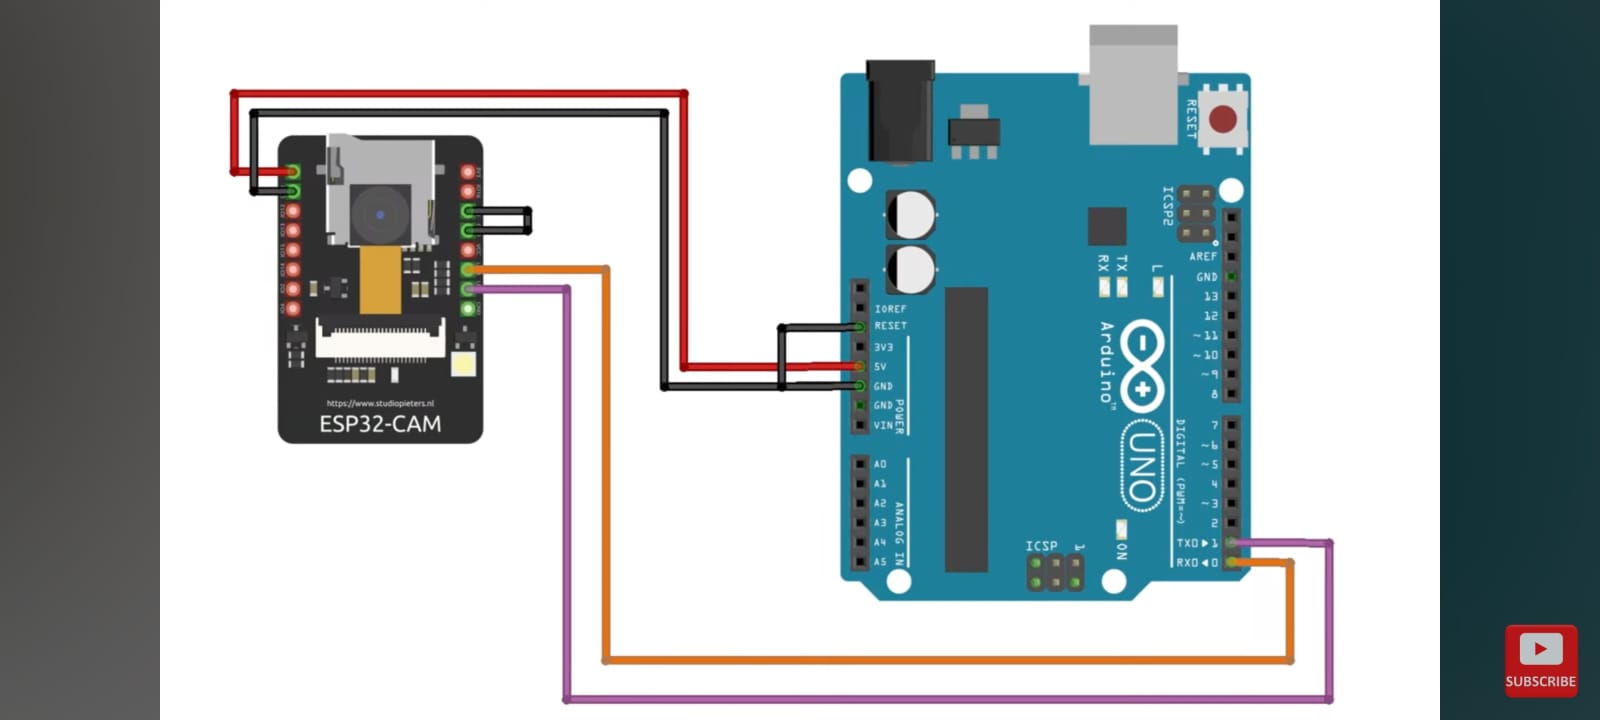 https://www.studiopieters.nl
ESP32-CAM
RESET
ICSP2
AREF
GND
13
12
~11
~10
~9
8
7
~6
~5
4
~3
2
TX0▶1
RX0◀0
RX
TX
L
Arduino™
UNO
DIGITAL (PWM=~)
IOREF
RESET
3V3
5V
GND
GND
VIN
POWER
A0
A1
A2
A3
A4
A5
ANALOG IN
ICSP
1
ON
SUBSCRIBE